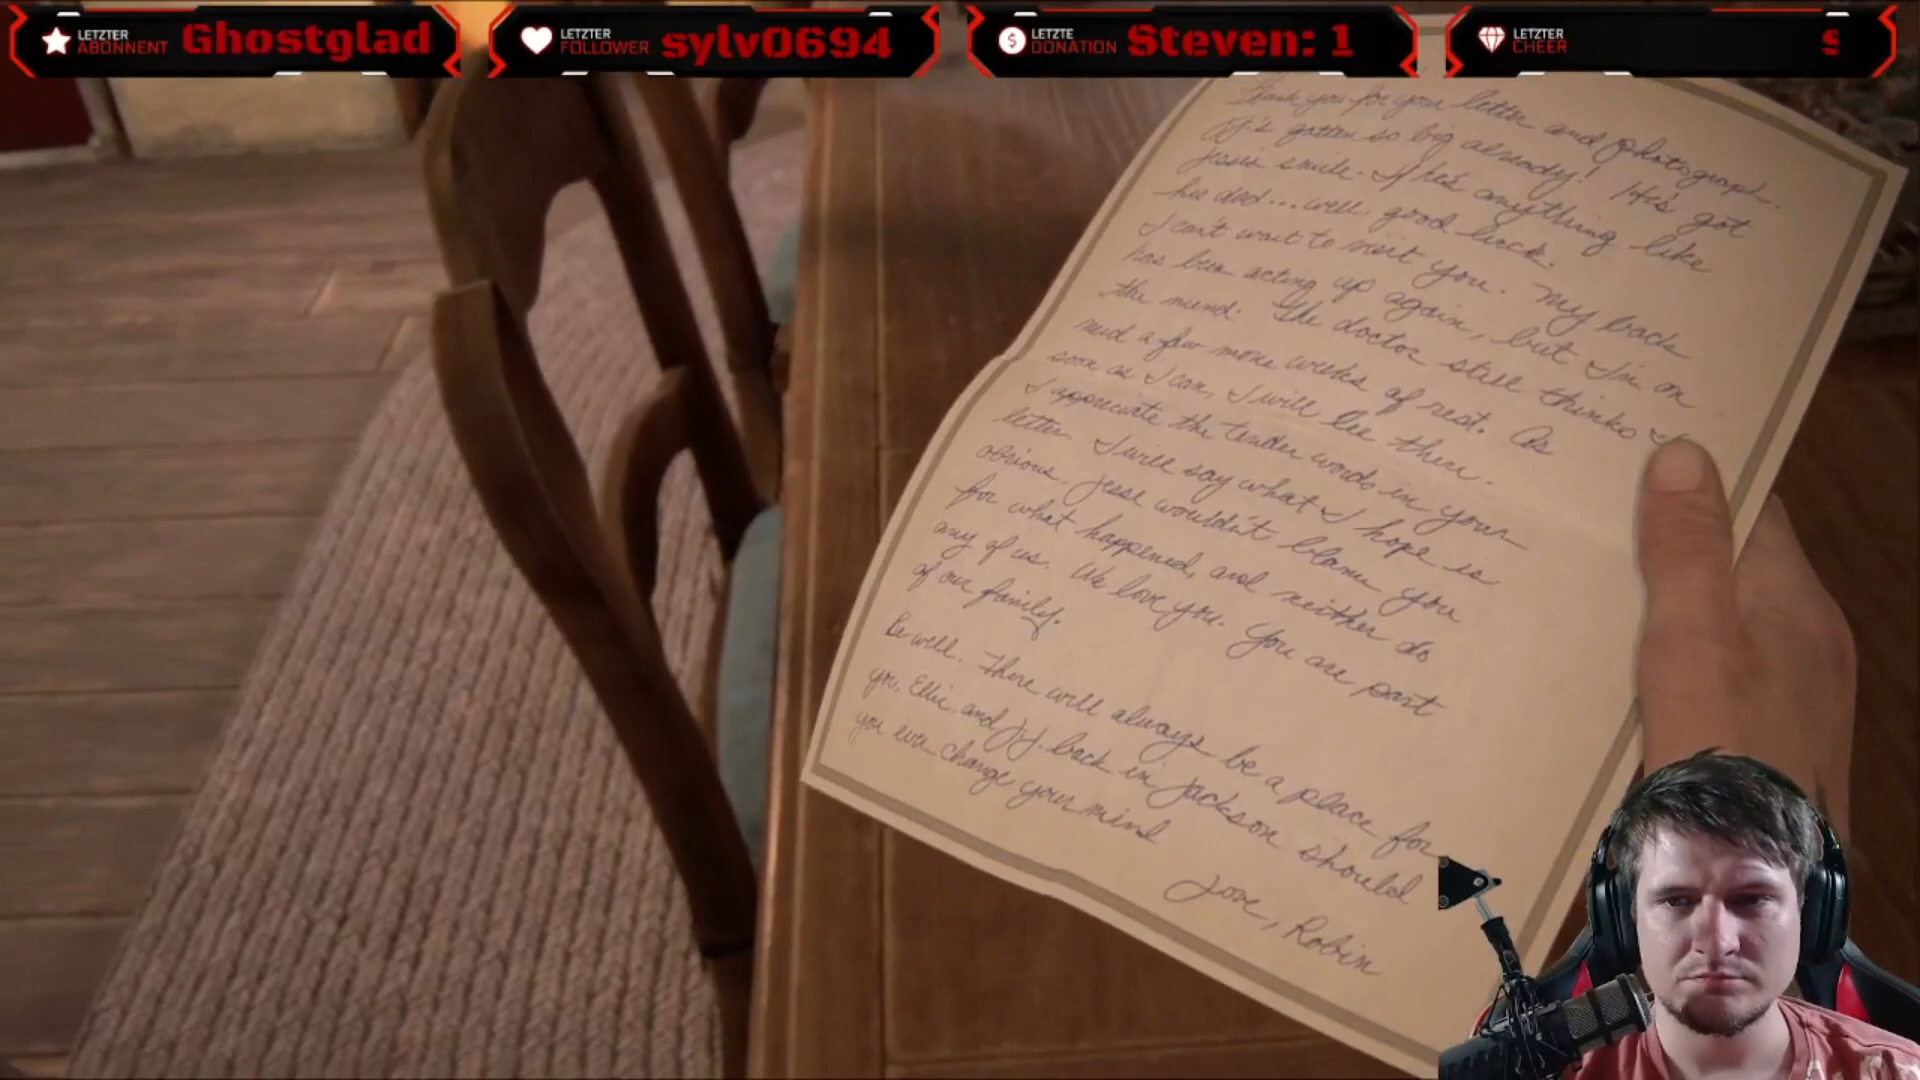 LETZTER
ABONNENT
Ghostglad
LETZTER
FOLLOWER
sylv0694
LETZTE
DONATION
Steven: 1
LETZTER
CHEER
S
Thank you for your letter and photograph.
JJ's gotten so big already! He's got
Jesse's smile. If he's anything like
his dad...well, good luck.
I can't wait to visit you. My back
has been acting up again, but I'm on
the mend. The doctor still thinks I
need a few more weeks of rest. As
soon as I can, I will be there.
I appreciate the tender words in your
letter. I will say what I hope is
obvious, Jesse wouldn't blame you
for what happened, and neither do
any of us. We love you. You are part
of our family.
Be well. There will always be a place for
you, Ellie, and J.J. back in Jackson should
you ever change your mind
Love, Robin